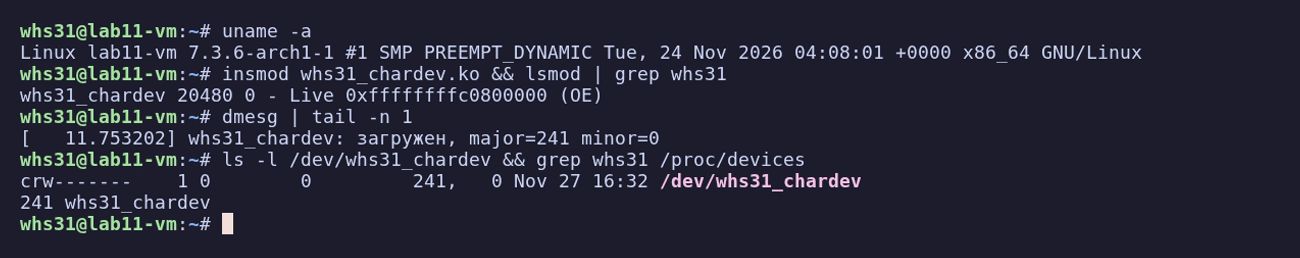 whs31@lab11-vm:~# uname -a
Linux lab11-vm 7.3.6-arch1-1 #1 SMP PREEMPT_DYNAMIC Tue, 24 Nov 2026 04:08:01 +0000 x86_64 GNU/Linux
whs31@lab11-vm:~# insmod whs31_chardev.ko && lsmod | grep whs31
whs31_chardev 20480 0 - Live 0xffffffffc0800000 (OE)
whs31@lab11-vm:~# dmesg | tail -n 1
[   11.753202] whs31_chardev: загружен, major=241 minor=0
whs31@lab11-vm:~# ls -l /dev/whs31_chardev && grep whs31 /proc/devices
crw-------    1 0        0         241,   0 Nov 27 16:32 /dev/whs31_chardev
241 whs31_chardev
whs31@lab11-vm:~#